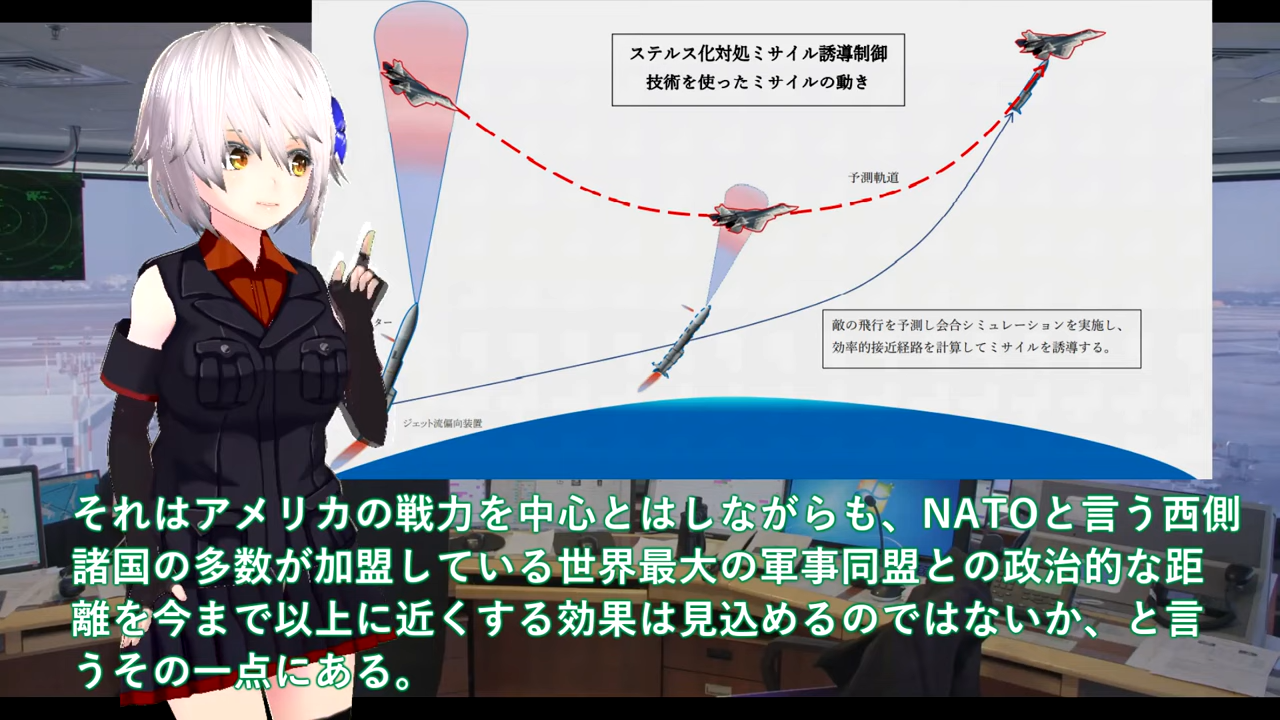 ステルス化対処ミサイル誘導制御
技術を使ったミサイルの動き
予測軌道
敵の飛行を予測し会合シミュレーションを実施し、
効率的接近経路を計算してミサイルを誘導する。
ター
ジェット流偏向装置
それはアメリカの戦力を中心とはしながらも、NATOと言う西側
諸国の多数が加盟している世界最大の軍事同盟との政治的な距
離を今まで以上に近くする効果は見込めるのではないか、と言
うその一点にある。